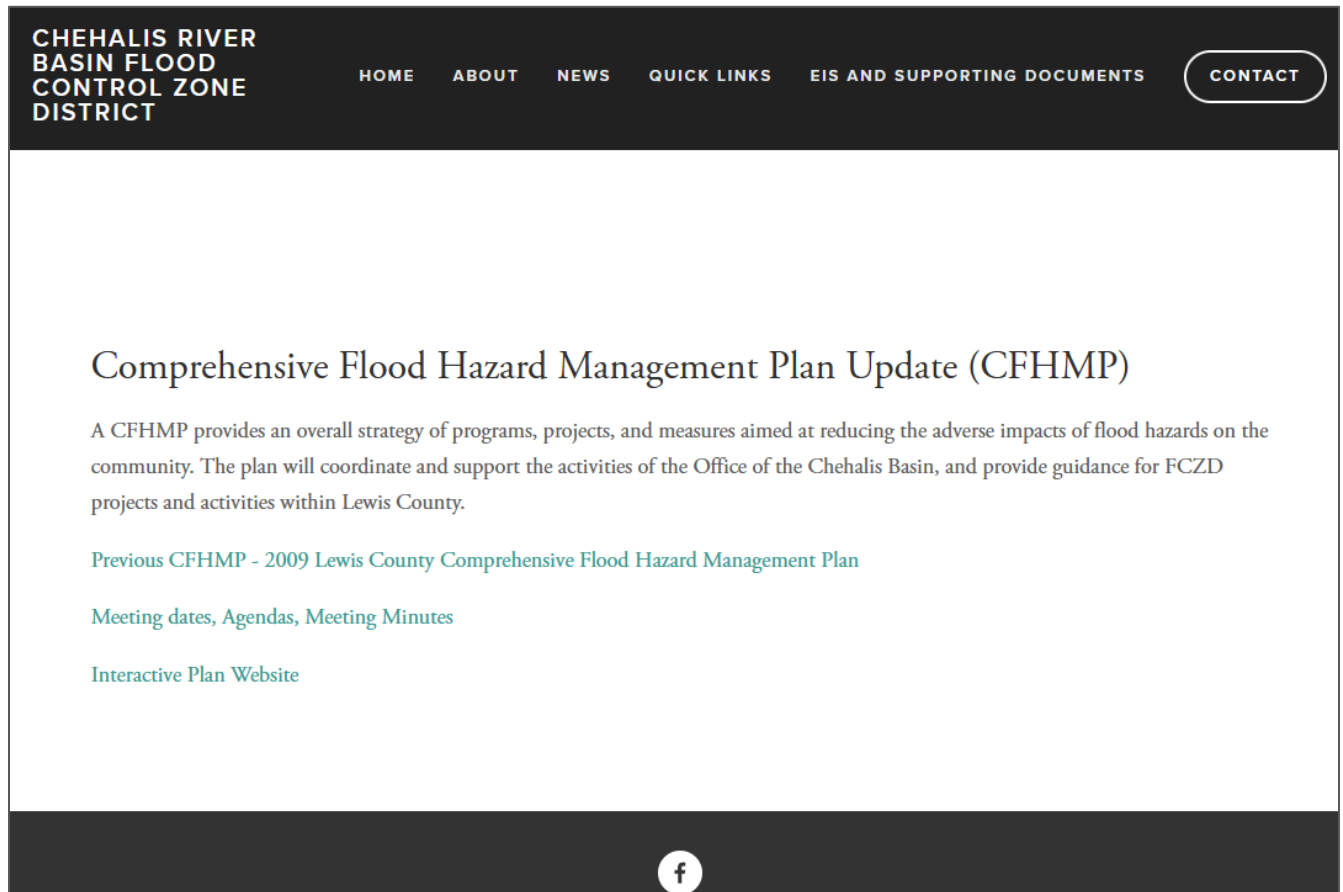 CHEHALIS RIVER
BASIN FLOOD
CONTROL ZONE
DISTRICT
HOME ABOUT NEWS QUICK LINKS EIS AND SUPPORTING DOCUMENTS CONTACT
Comprehensive Flood Hazard Management Plan Update (CFHMP)
A CFHMP provides an overall strategy of programs, projects, and measures aimed at reducing the adverse impacts of flood hazards on the
community. The plan will coordinate and support the activities of the Office of the Chehalis Basin, and provide guidance for FCZD
projects and activities within Lewis County.
Previous CFHMP - 2009 Lewis County Comprehensive Flood Hazard Management Plan
Meeting dates, Agendas, Meeting Minutes
Interactive Plan Website